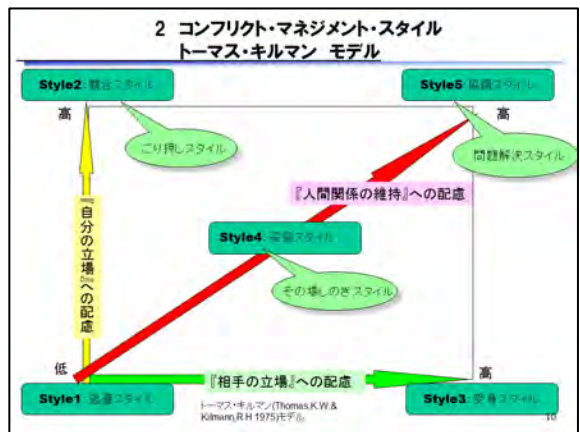 2 コンフリクト・マネジメント・スタイル
トーマス・キルマン モデル
Style2: 競合スタイル
Style5: 協調スタイル
高
高
ごり押しスタイル
問題解決スタイル
『人間関係の維持』への配慮
『自分の立場』への配慮
Style4: 妥協スタイル
その場しのぎスタイル
低
『相手の立場』への配慮
高
Style1: 逃避スタイル
トーマス・キルマン(Thomas,K.W.&
Kilmann,R.H 1975)モデル
Style3: 受身スタイル
10